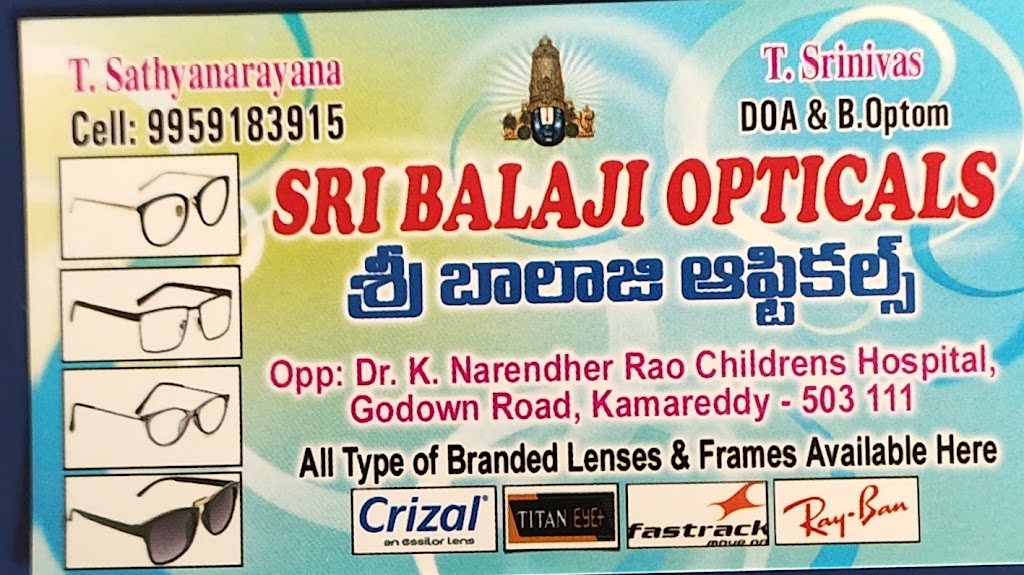 T. Sathyanarayana
Cell: 9959183915
T. Srinivas
DOA & B.Optom
SRI BALAJI OPTICALS
శ్రీ బాలాజి ఆప్టికల్స్
Opp: Dr. K. Narendher Rao Childrens Hospital,
Godown Road, Kamareddy - 503 111
All Type of Branded Lenses & Frames Available Here
Crizal®
an essilor lens
TITAN EYE+
fastrack
move on
Ray-Ban